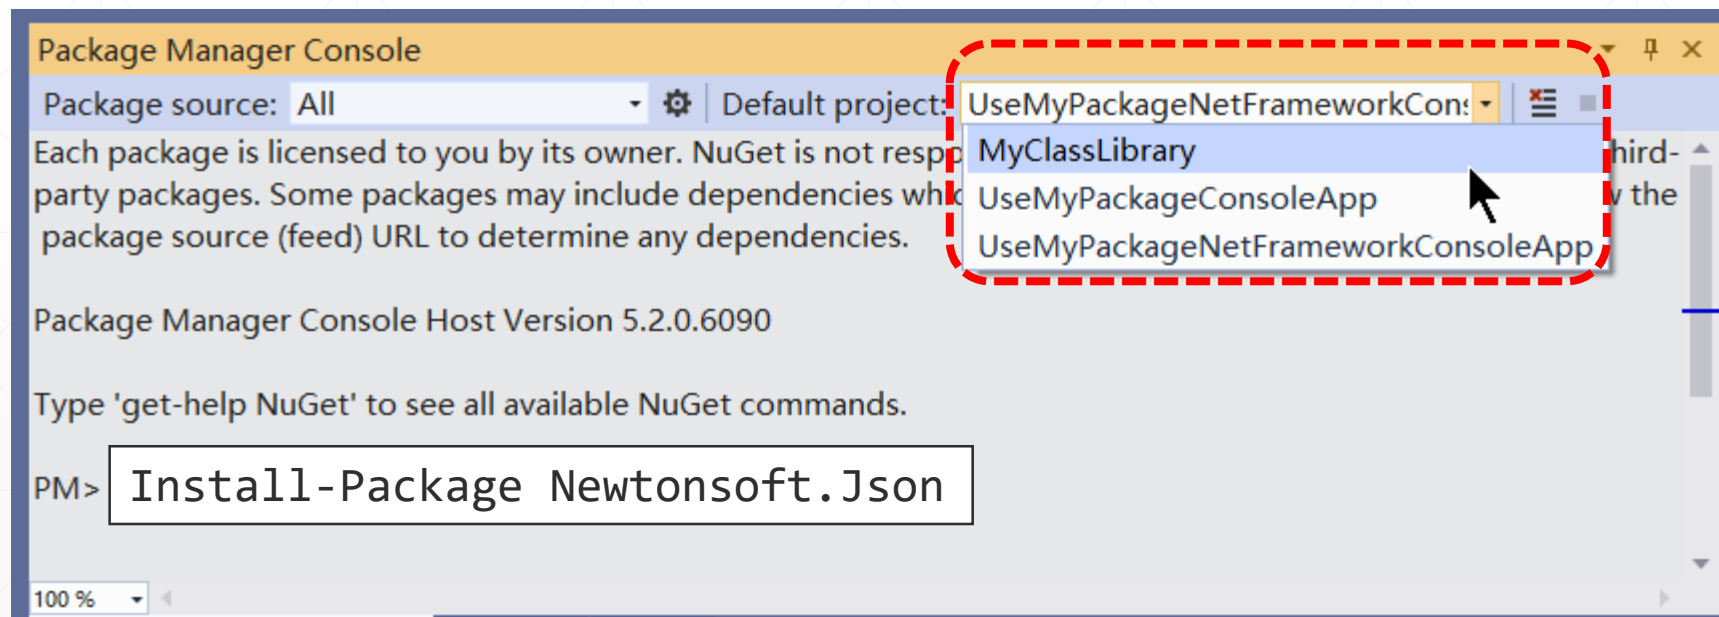 Package Manager Console
Package source: All Default project: UseMyPackageNetFrameworkCon
MyClassLibrary
UseMyPackageConsoleApp
UseMyPackageNetFrameworkConsoleApp
Each package is licensed to you by its owner. NuGet is not hird-
party packages. Some packages may include dependencies the
package source (feed) URL to determine any dependencies.
Package Manager Console Host Version 5.2.0.6090
Type 'get-help NuGet' to see all available NuGet commands.
PM> Install-Package Newtonsoft.Json
100 %